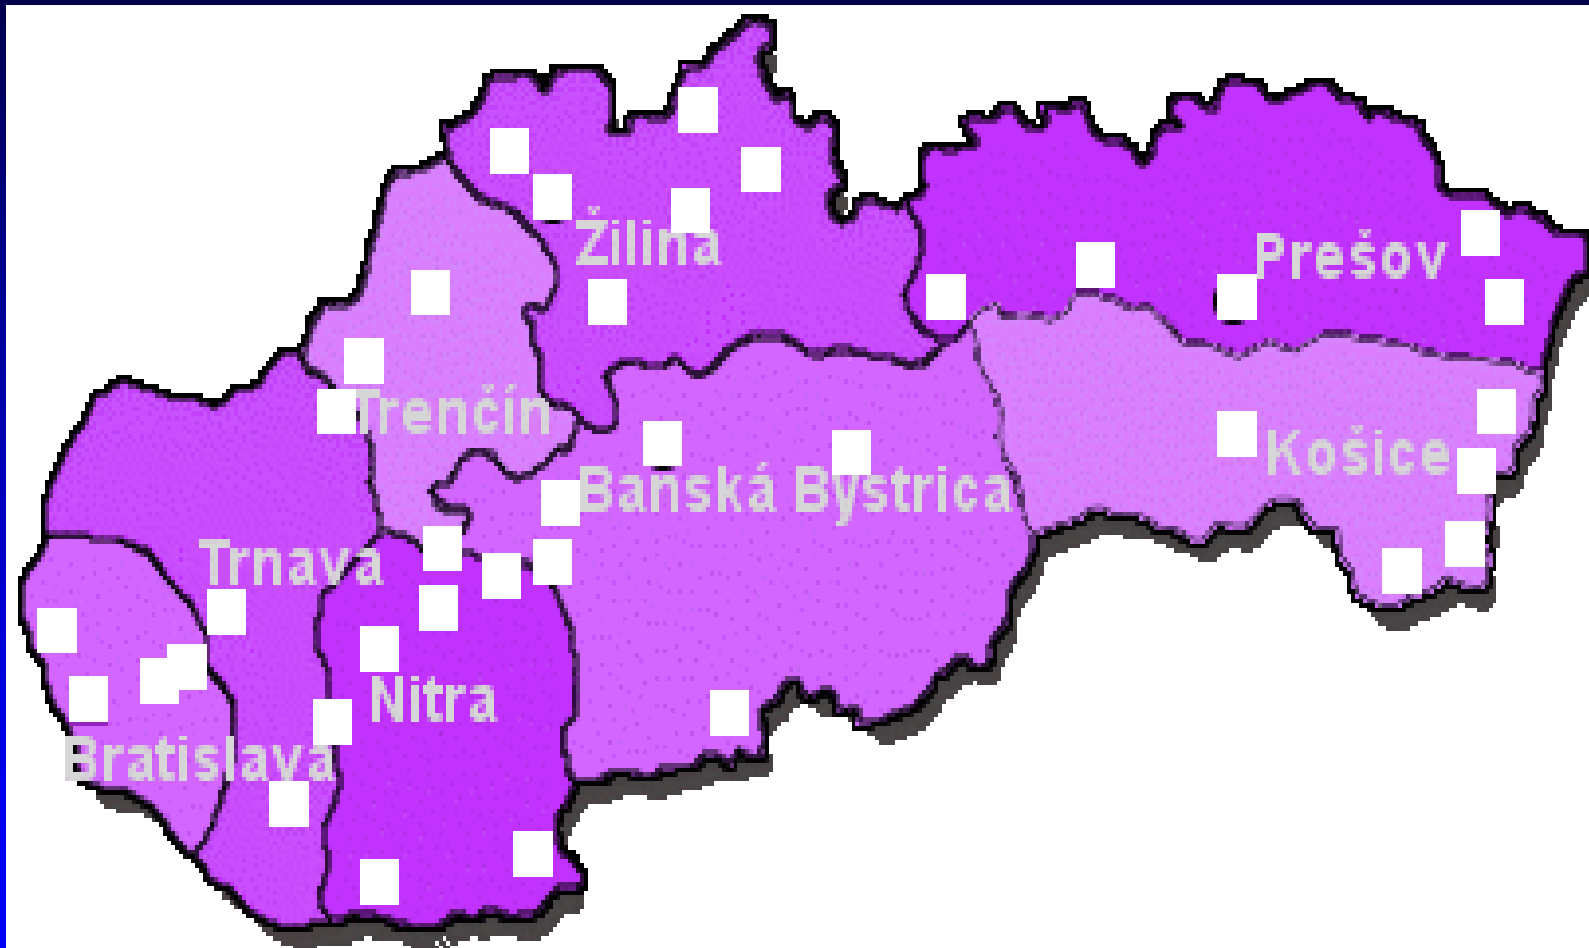 Žilina
Prešov
Trenčín
Košice
Banská Bystrica
Trnava
Nitra
Bratislava